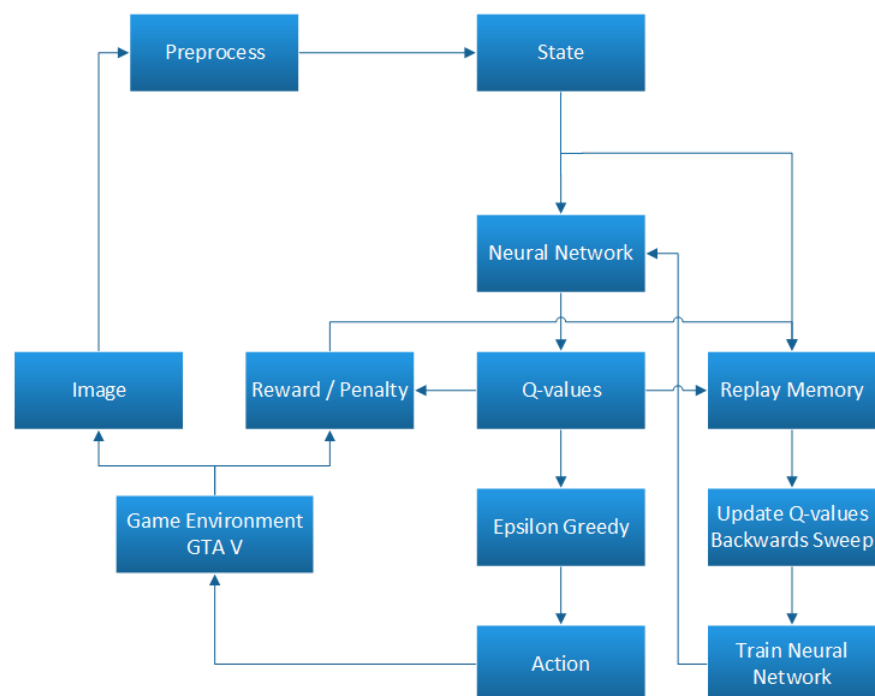 Preprocess
State
Neural Network
Image
Reward / Penalty
Q-values
Replay Memory
Game Environment
GTA V
Epsilon Greedy
Update Q-values
Backwards Sweep
Action
Train Neural
Network